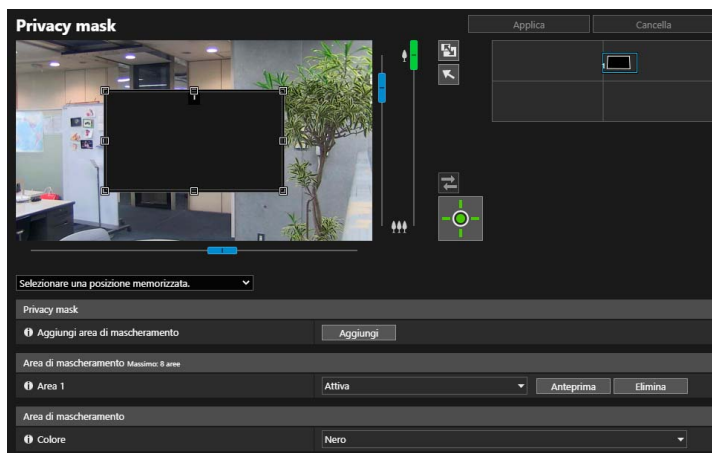 Privacy mask
Applica Cancella
Selezionare una posizione memorizzata.
Privacy mask
Aggiungi area di mascheramento Aggiungi
Area di mascheramento Massimo: 8 aree
Area 1 Attiva Anteprima Elimina
Area di mascheramento
Colore Nero